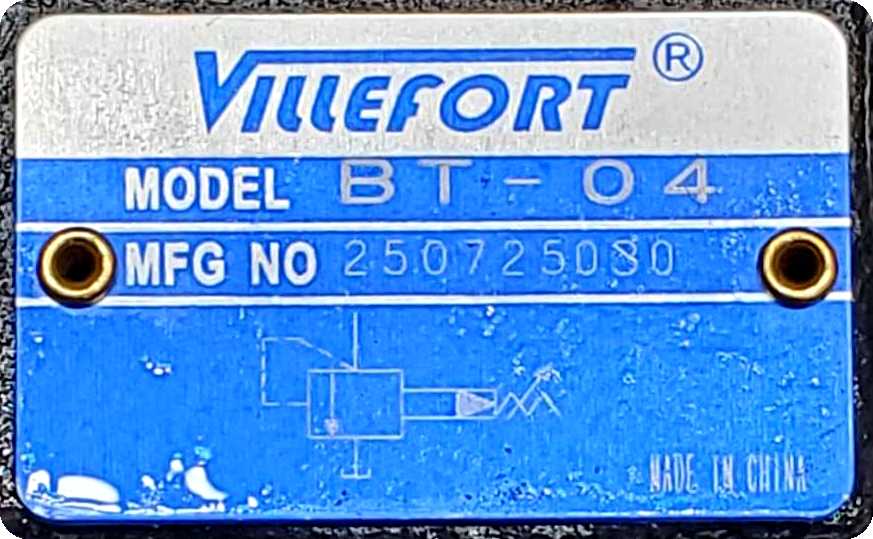 VILLEFORT ®
MODEL BT-04
MFG NO 250725080
MADE IN CHINA